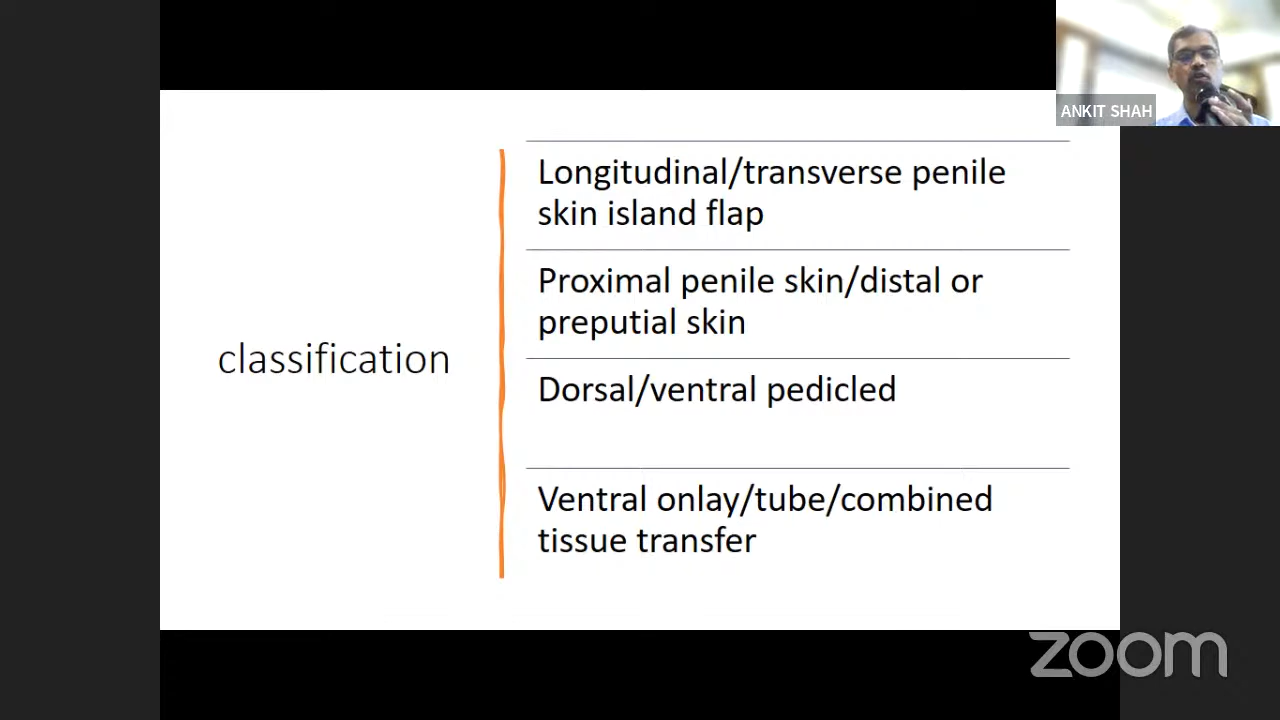 ANKIT SHAH
classification
Longitudinal/transverse penile
skin island flap
Proximal penile skin/distal or
preputial skin
Dorsal/ventral pedicled
Ventral onlay/tube/combined
tissue transfer
zoom